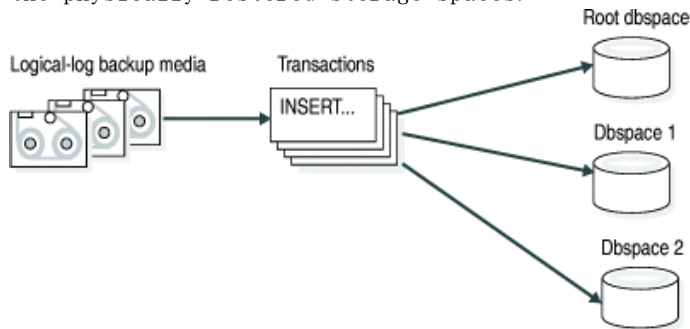 the physically restored storage spaces.
Root dbspace
Logical-log backup media
Transactions
INSERT...
Dbspace 1
Dbspace 2